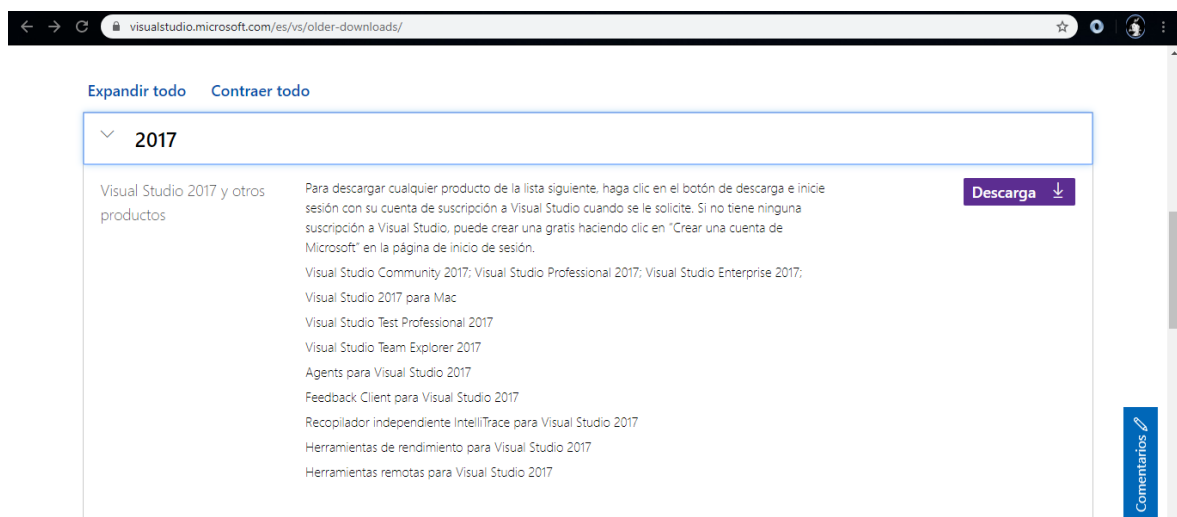 visualstudio.microsoft.com/es/vs/older-downloads/
Expandir todo Contraer todo
2017
Visual Studio 2017 y otros
productos
Para descargar cualquier producto de la lista siguiente, haga clic en el botón de descarga e inicie
sesión con su cuenta de suscripción a Visual Studio cuando se le solicite. Si no tiene ninguna
suscripción a Visual Studio, puede crear una gratis haciendo clic en "Crear una cuenta de
Microsoft" en la página de inicio de sesión.
Visual Studio Community 2017; Visual Studio Professional 2017; Visual Studio Enterprise 2017;
Visual Studio 2017 para Mac
Visual Studio Test Professional 2017
Visual Studio Team Explorer 2017
Agents para Visual Studio 2017
Feedback Client para Visual Studio 2017
Recopilador independiente IntelliTrace para Visual Studio 2017
Herramientas de rendimiento para Visual Studio 2017
Herramientas remotas para Visual Studio 2017
Descarga
Comentarios